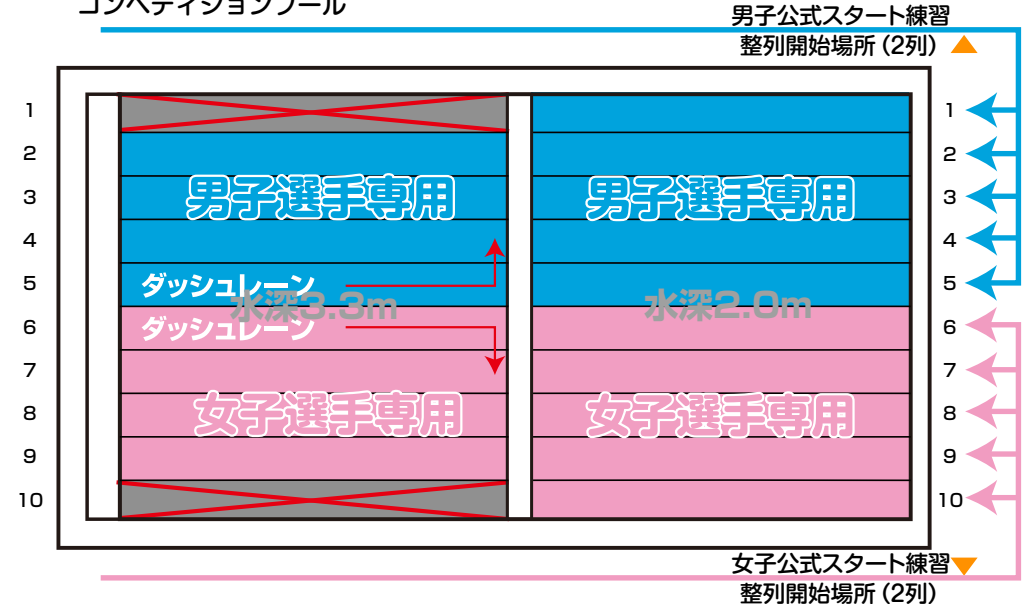 コンペティションプール
男子公式スタート練習
整列開始場所（2列）
1
2
3
4
5
6
7
8
9
10
男子選手専用
ダッシュレーン
水深3.3m
ダッシュレーン
女子選手専用
男子選手専用
水深2.0m
女子選手専用
1
2
3
4
5
6
7
8
9
10
女子公式スタート練習
整列開始場所（2列）